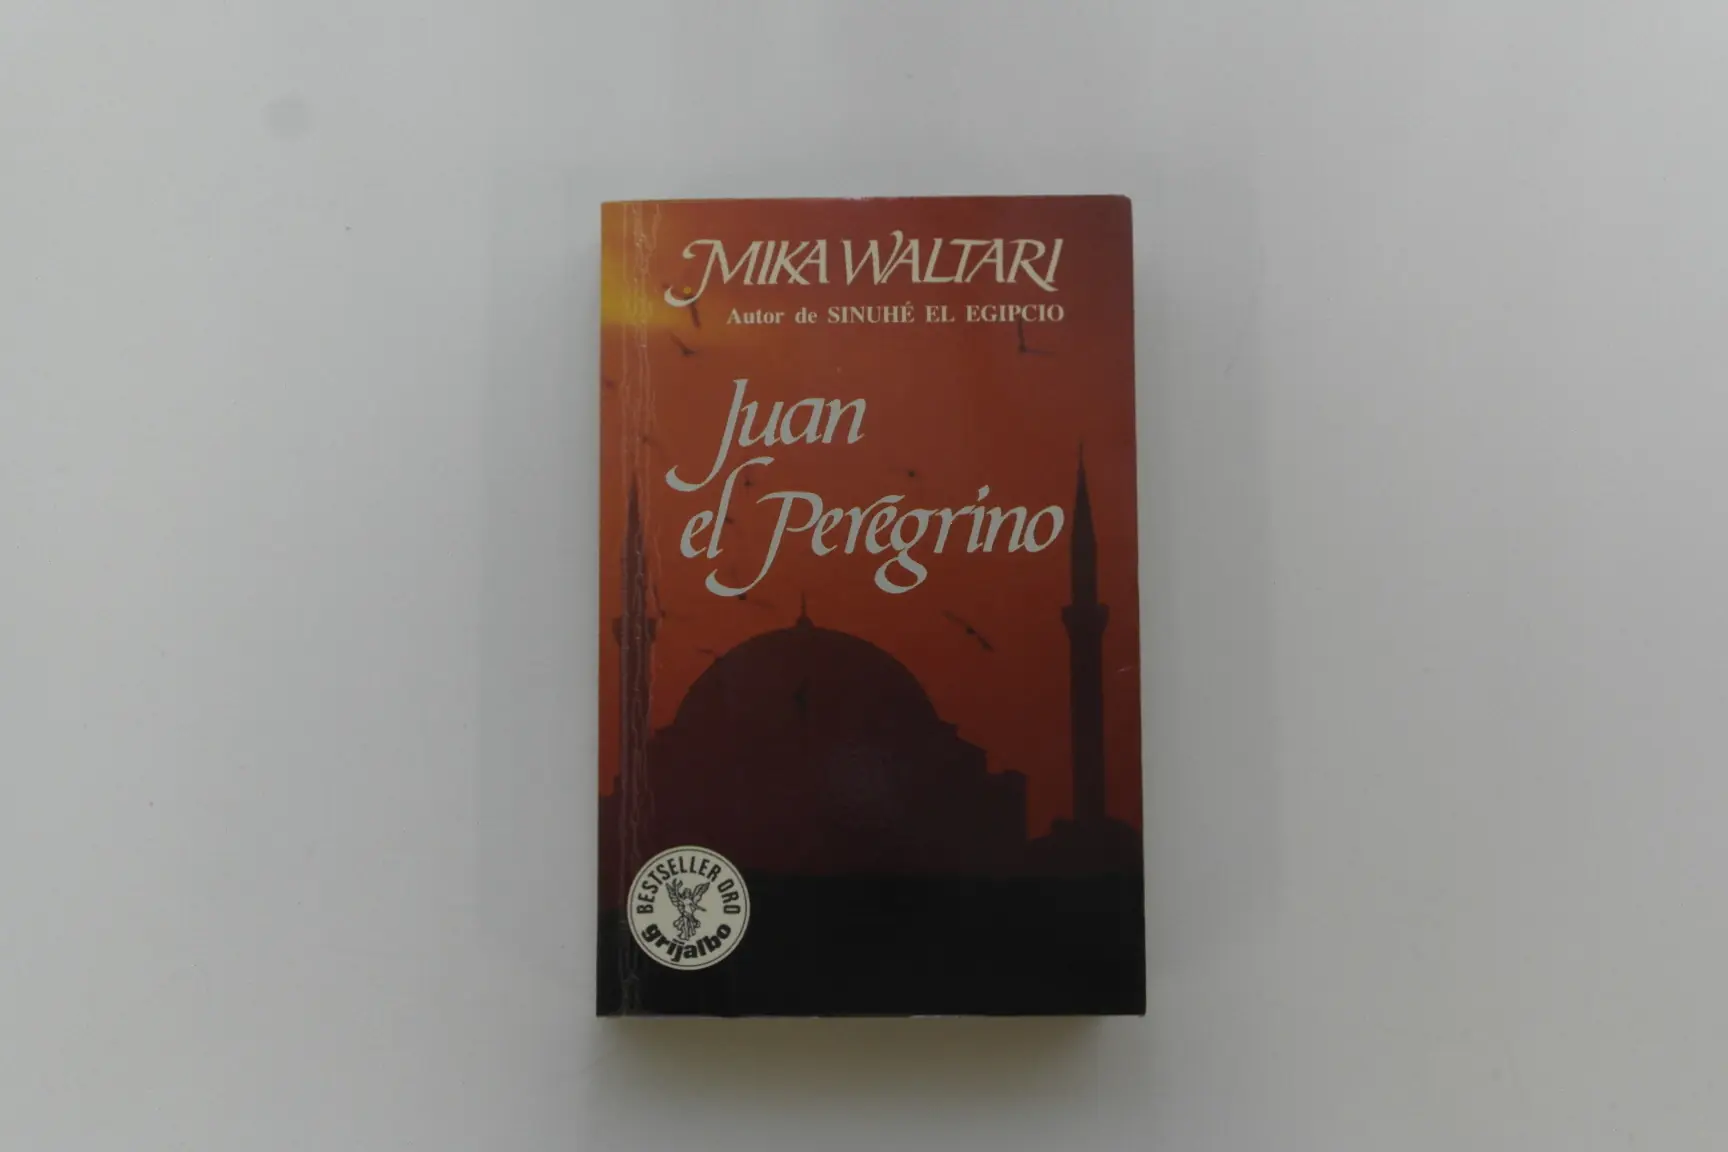 MIKA WALTARI
Autor de SINUHÉ EL EGIPCIO
Juan
el Peregrino
BESTSELLER ORO
grijalbo